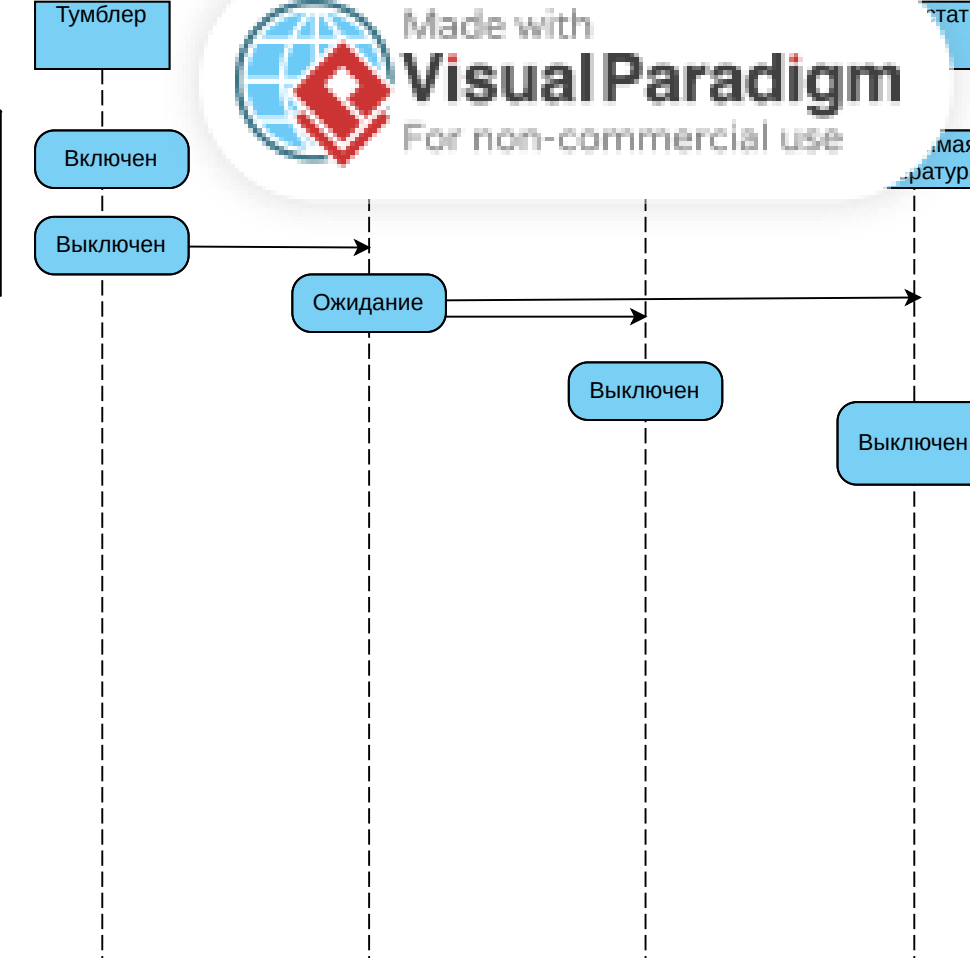 Тумблер
Made with
Visual Paradigm
For non-commercial use
Включен
Выключен
Ожидание
Выключен
Выключен